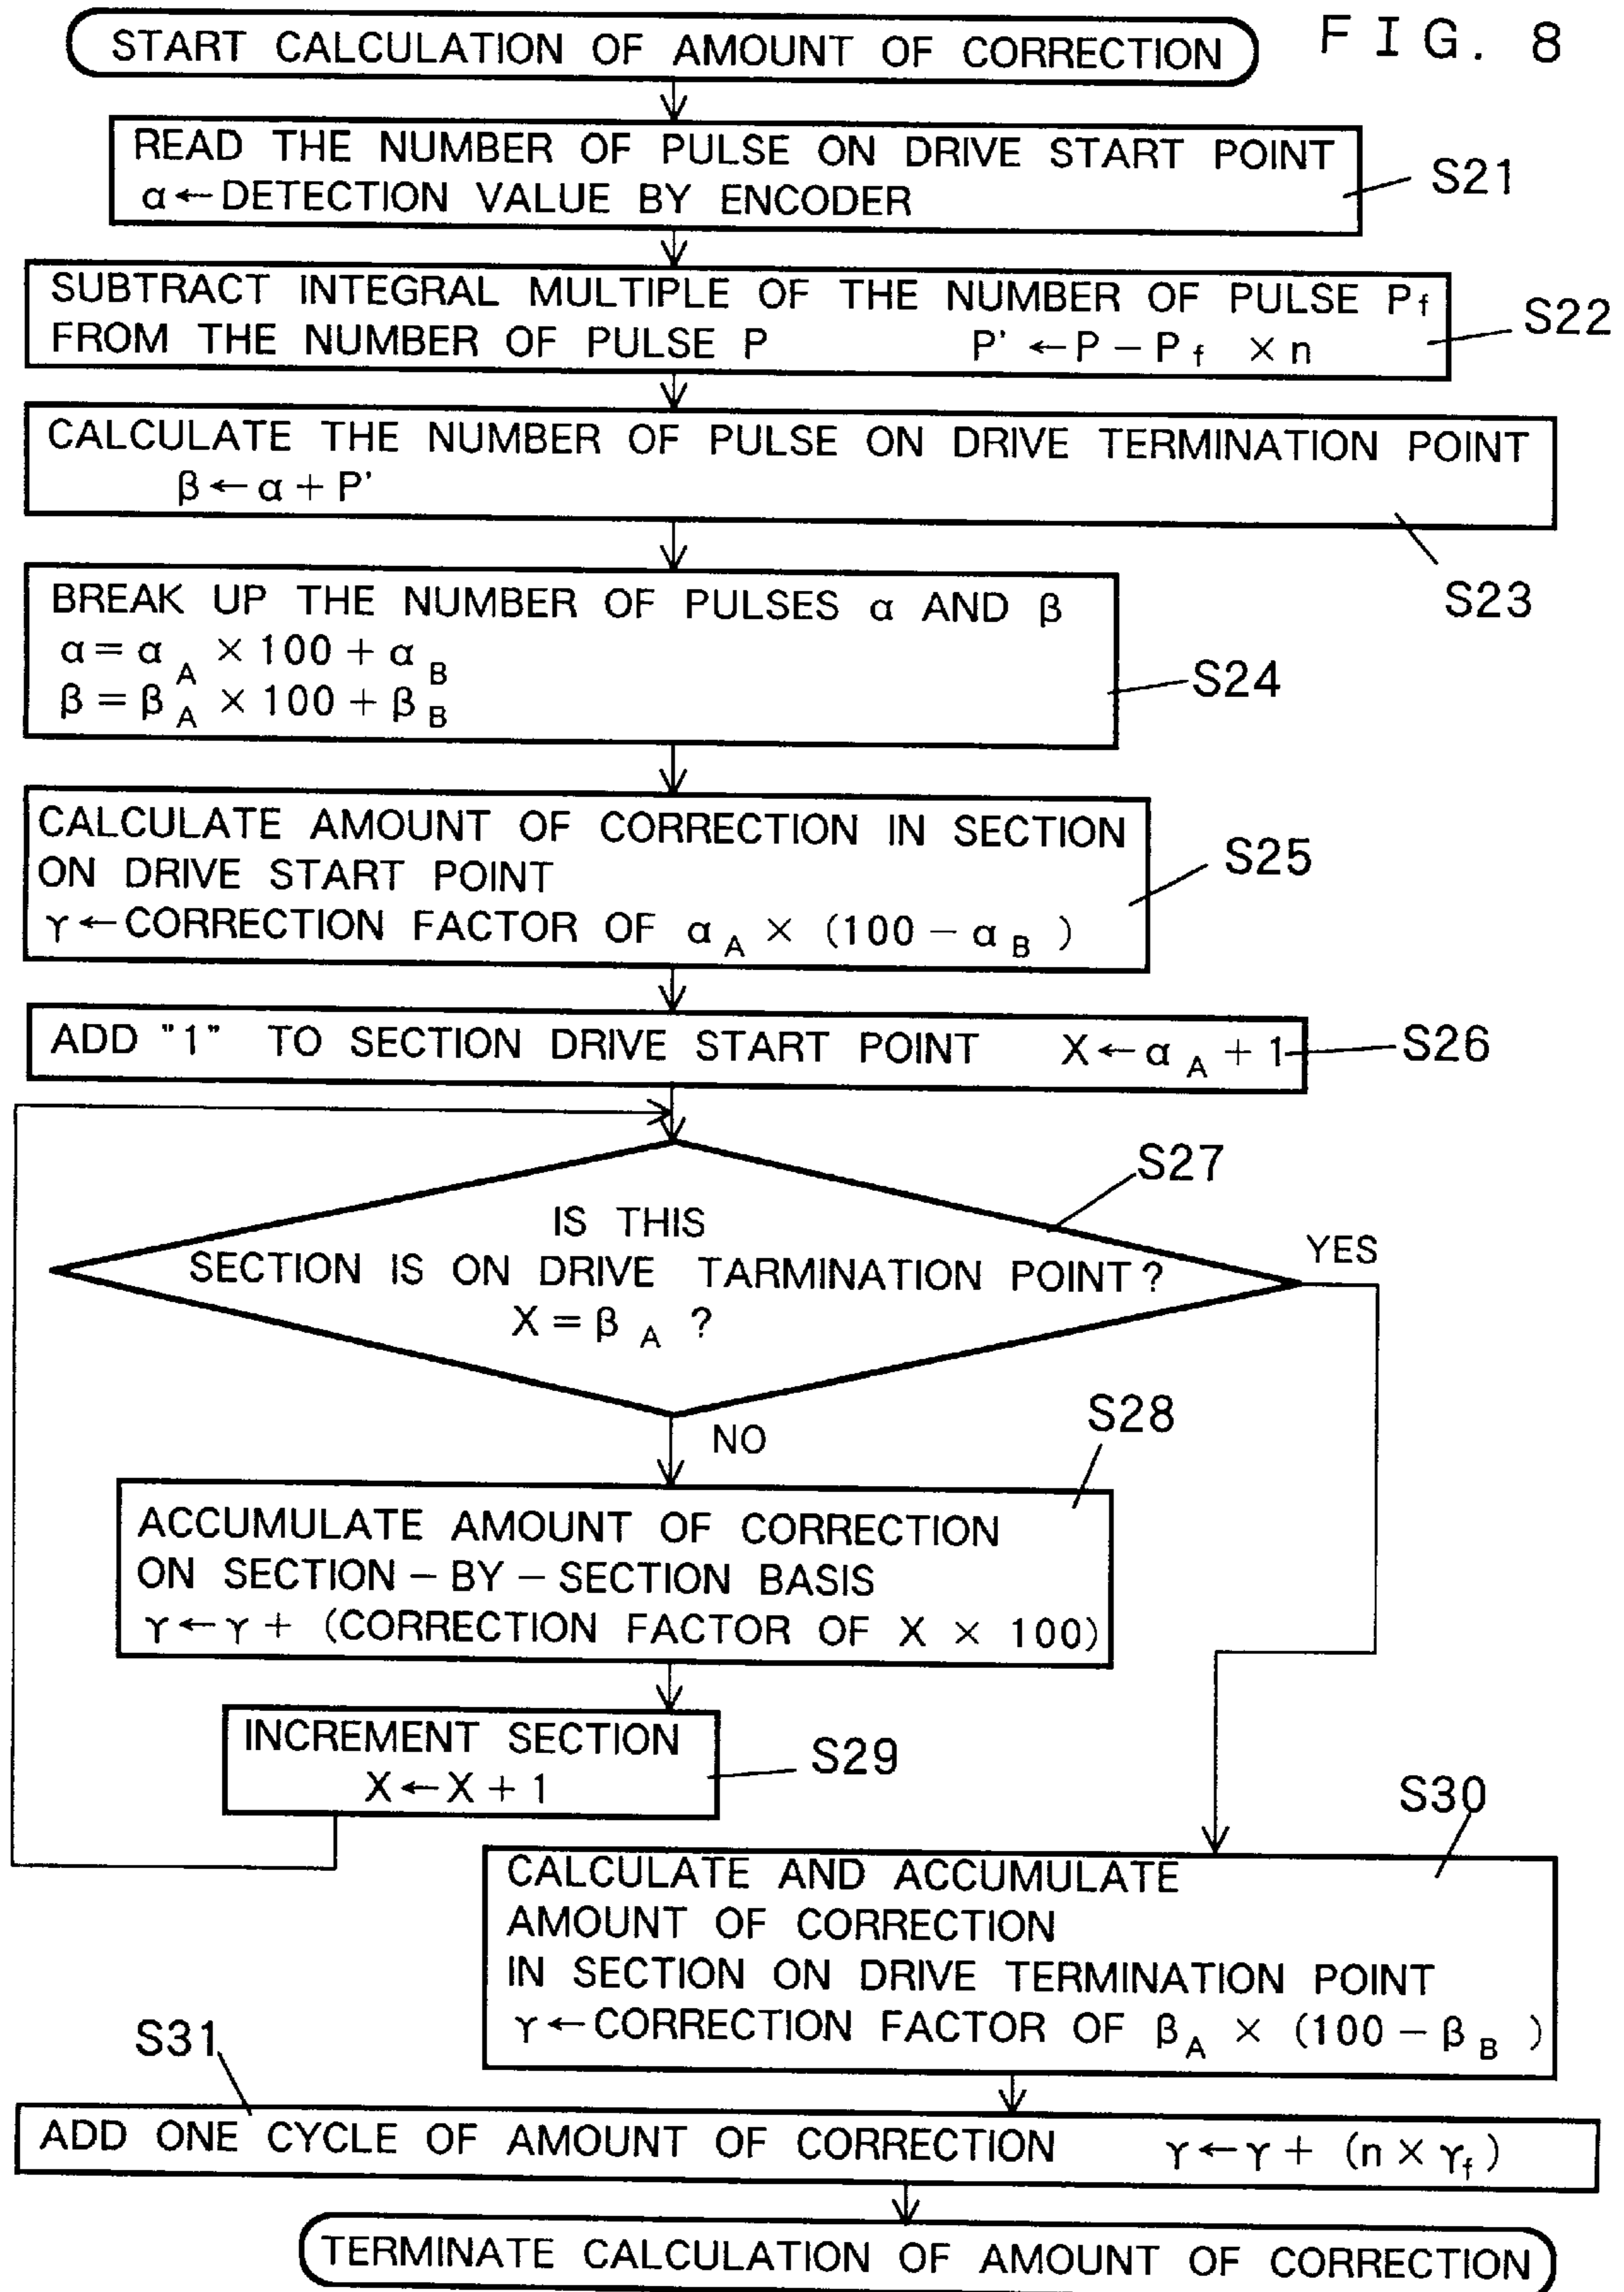 START CALCULATION OF AMOUNT OF CORRECTION
FIG. 8
READ THE NUMBER OF PULSE ON DRIVE START POINT
α←DETECTION VALUE BY ENCODER
S21
SUBTRACT INTEGRAL MULTIPLE OF THE NUMBER OF PULSE Pf
FROM THE NUMBER OF PULSE P P' ←P－Pf ×n
S22
CALCULATE THE NUMBER OF PULSE ON DRIVE TERMINATION POINT
β←α+P'
S23
BREAK UP THE NUMBER OF PULSES α AND β
α=αA ×100+αB
β=βA ×100+βB
S24
CALCULATE AMOUNT OF CORRECTION IN SECTION
ON DRIVE START POINT
γ←CORRECTION FACTOR OF αA × (100－αB )
S25
ADD "1" TO SECTION DRIVE START POINT X←αA +1
S26
S27
IS THIS
SECTION IS ON DRIVE TARMINATION POINT?
X=βA ?
YES
NO
S28
ACCUMULATE AMOUNT OF CORRECTION
ON SECTION－BY－SECTION BASIS
γ←γ+ (CORRECTION FACTOR OF X × 100)
INCREMENT SECTION
X←X+1
S29
S30
CALCULATE AND ACCUMULATE
AMOUNT OF CORRECTION
IN SECTION ON DRIVE TERMINATION POINT
γ←CORRECTION FACTOR OF βA × (100－βB )
S31
ADD ONE CYCLE OF AMOUNT OF CORRECTION γ←γ+ (n×γf)
TERMINATE CALCULATION OF AMOUNT OF CORRECTION